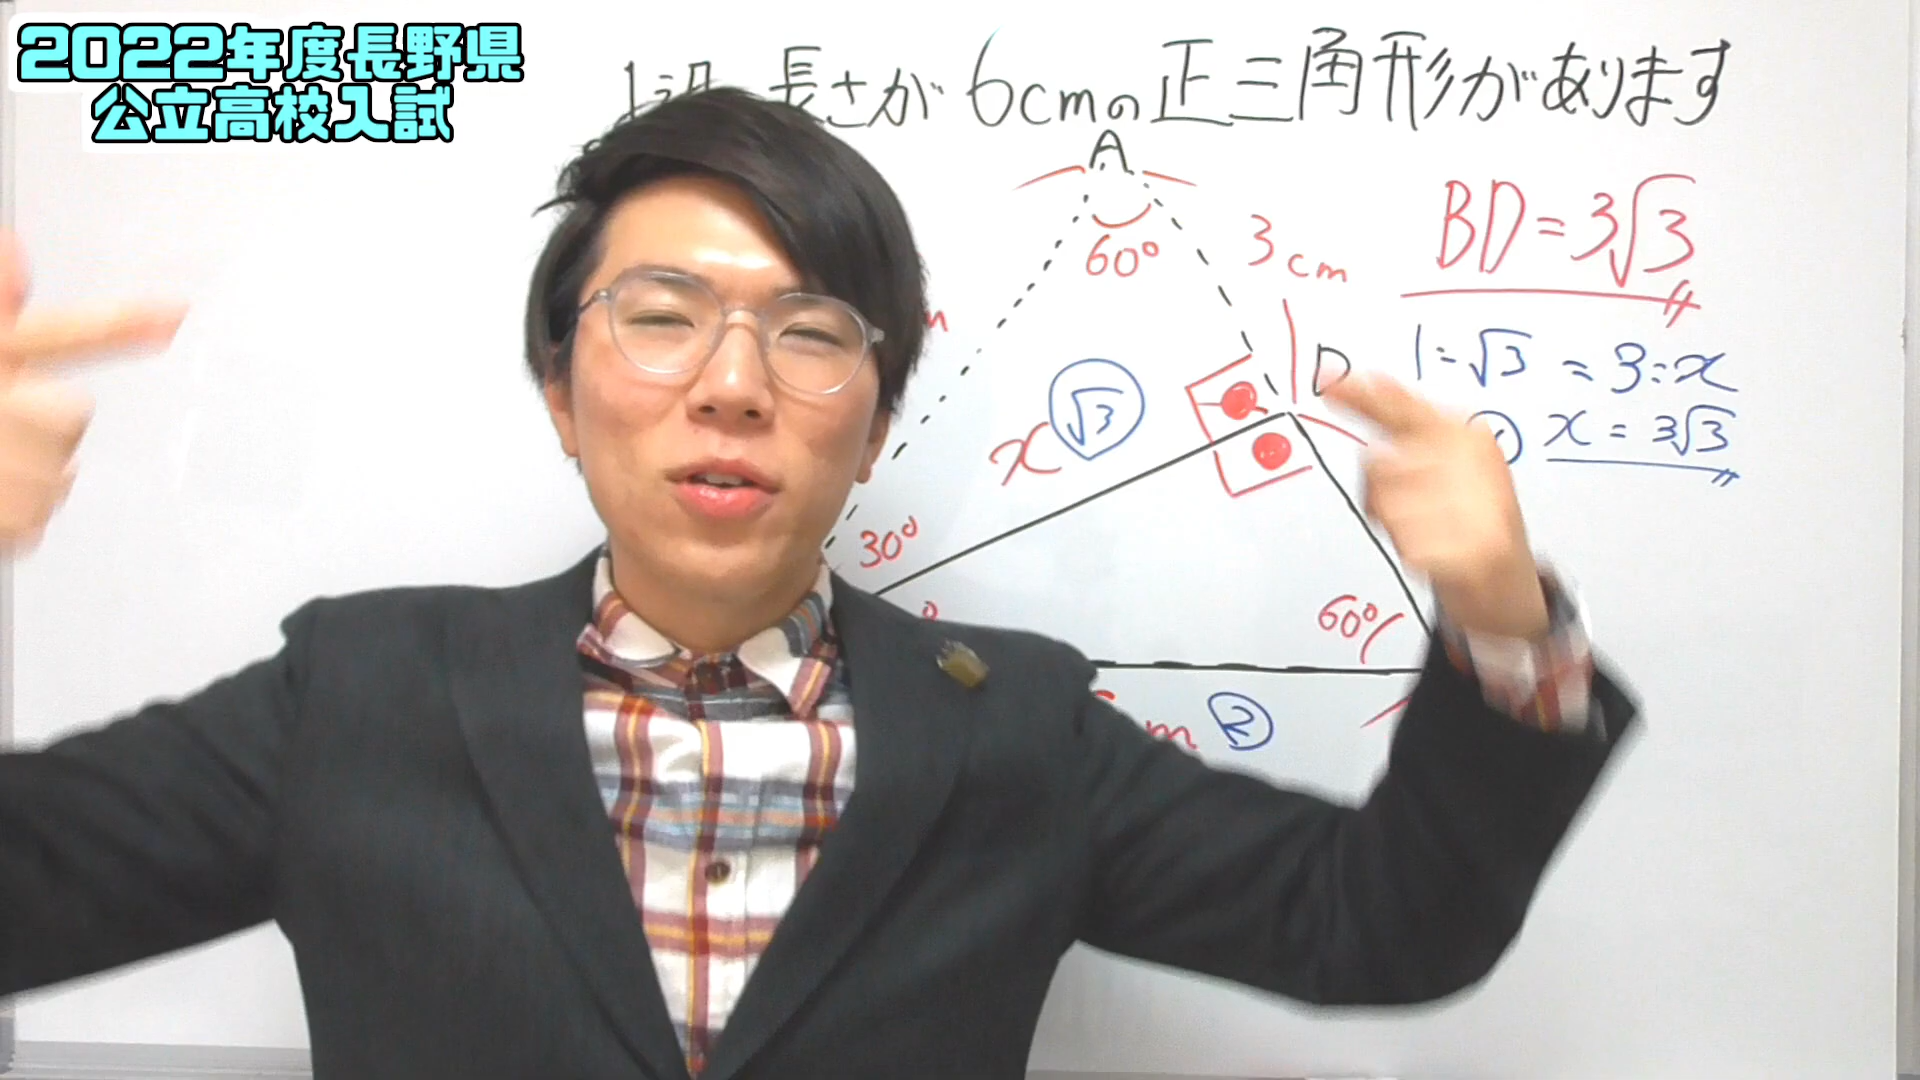 2022年度長野県
公立高校入試
長さが6cmの正三角形があります
A
60°
3cm
BD=3√3
D
1:√3=3:x
x=3√3
x
√3
30°
60°
m
2